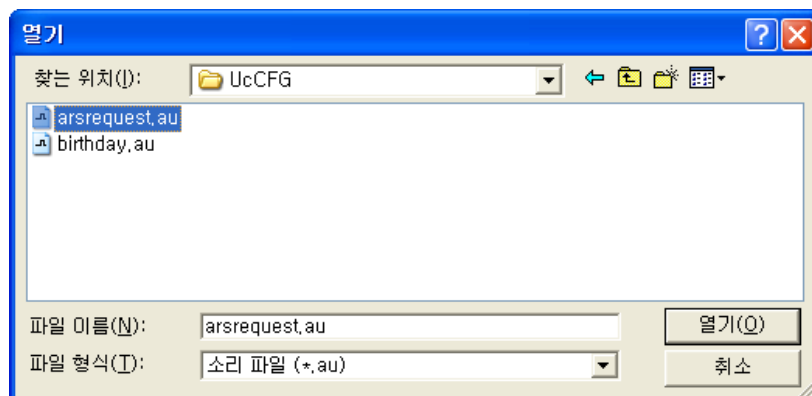 열기
찾는 위치(I): UcCFG
arsrequest.au
birthday.au
파일 이름(N): arsrequest.au 열기(O)
파일 형식(T): 소리 파일 (*.au) 취소